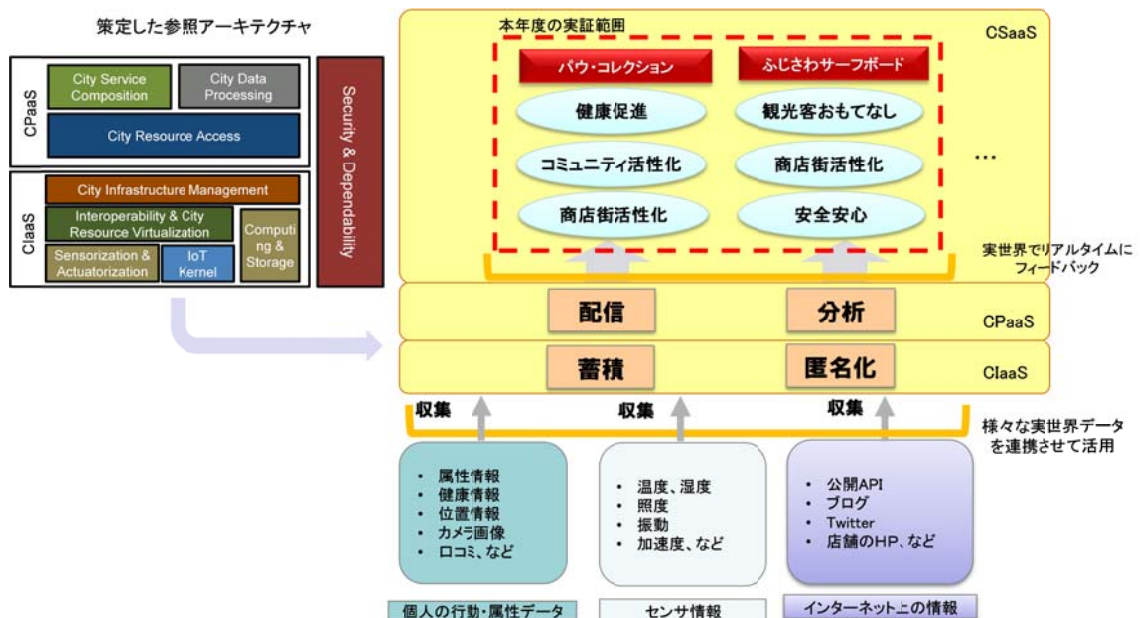 策定した参照アーキテクチャ
CPaaS
City Service
Composition
City Data
Processing
City Resource Access
CIaaS
City Infrastructure Management
Interoperability & City
Resource Virtualization
Sensorization &
Actuatorization
IoT
Kernel
Computi
ng &
Storage
Security & Dependability
本年度の実証範囲
CSaaS
パウ・コレクション
ふじさわサーフボード
健康促進
観光客おもてなし
コミュニティ活性化
商店街活性化
…
商店街活性化
安全安心
実世界でリアルタイムに
フィードバック
配信
分析
CPaaS
蓄積
匿名化
CIaaS
収集
収集
収集
様々な実世界データ
を連携させて活用
• 属性情報
• 健康情報
• 位置情報
• カメラ画像
• 口コミ、など
• 温度、湿度
• 照度
• 振動
• 加速度、など
• 公開API
• ブログ
• Twitter
• 店舗のHP、など
個人の行動・属性データ
センサ情報
インターネット上の情報